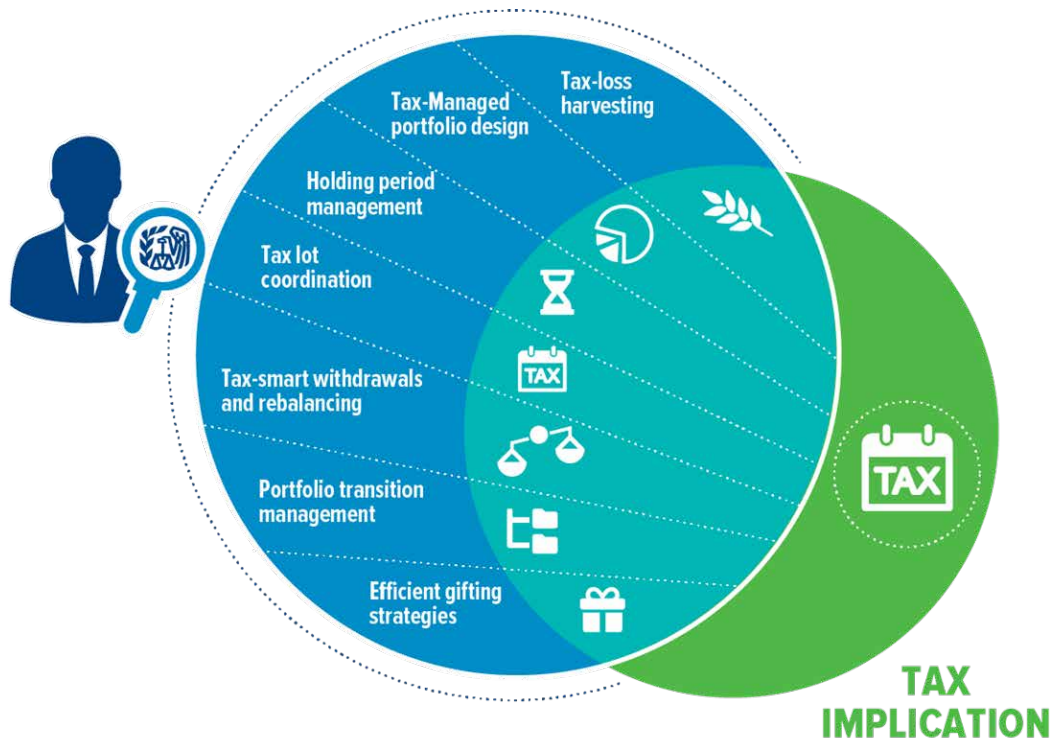 Tax-loss
harvesting
Tax-Managed
portfolio design
Holding period
management
Tax lot
coordination
TAX
Tax-smart withdrawals
and rebalancing
Portfolio transition
management
Efficient gifting
strategies
TAX
TAX
IMPLICATION